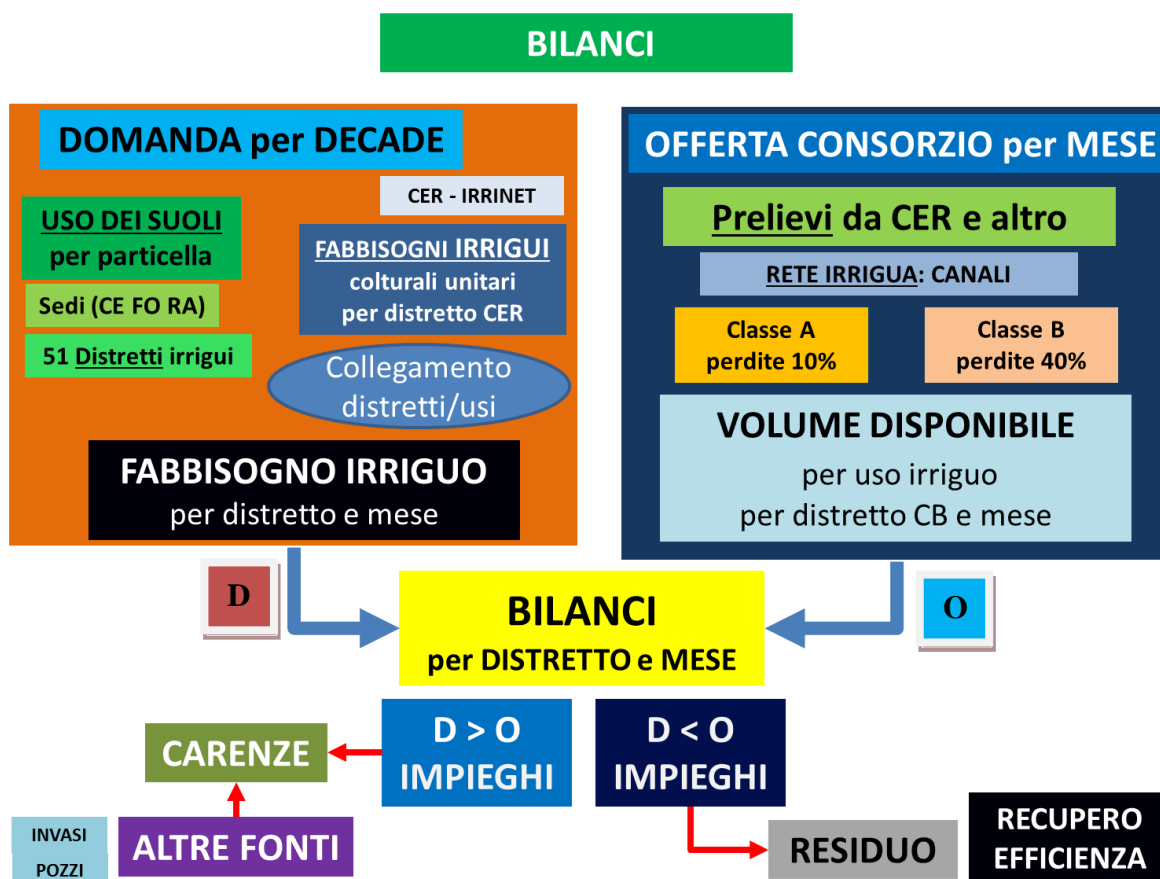 BILANCI
DOMANDA per DECADE
CER - IRRINET
USO DEI SUOLI
per particella
FABBISOGNI IRRIGUI
colturali unitari
per distretto CER
Sedi (CE FO RA)
51 Distretti irrigui
Collegamento
distretti/usi
FABBISOGNO IRRIGUO
per distretto e mese
OFFERTA CONSORZIO per MESE
Prelievi da CER e altro
RETE IRRIGUA: CANALI
Classe A
perdite 10%
Classe B
perdite 40%
VOLUME DISPONIBILE
per uso irriguo
per distretto CB e mese
D
O
BILANCI
per DISTRETTO e MESE
D > O
IMPIEGHI
D < O
IMPIEGHI
CARENZE
INVASI
POZZI
ALTRE FONTI
RESIDUO
RECUPERO
EFFICIENZA